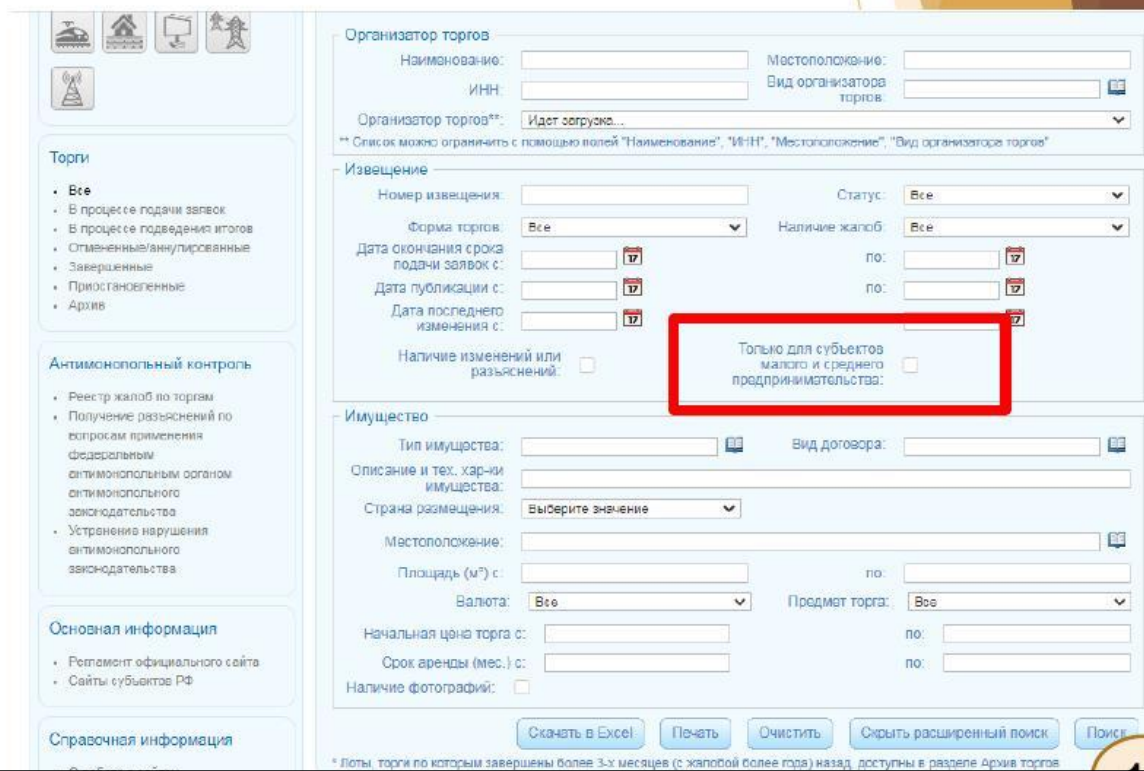 Торги
Все
В процессе подачи заявок
В процессе подведения итогов
Отмененные/аннулированные
Завершенные
Приостановленные
Архив
Антимонопольный контроль
Реестр жалоб по торгам
Получение разъяснений по
вопросам применения
федеральным
антимонопольным органом
антимонопольного
законодательства
Устранение нарушения
антимонопольного
законодательства
Основная информация
Регламент официального сайта
Сайты субъектов РФ
Справочная информация
Организатор торгов
Наименование: Местоположение:
ИНН: Вид организатора
торгов:
Организатор торгов**: Идет загрузка...
** Список можно ограничить с помощью полей "Наименование", "ИНН", "Местоположение", "Вид организатора торгов"
Извещение
Номер извещения: Статус: Все
Форма торгов: Все Наличие жалоб: Все
Дата окончания срока
подачи заявок с: 17 по: 17
Дата публикации с: 17 по: 17
Дата последнего
изменения с: 17 17
Наличие изменений или
разъяснений:
Только для субъектов
малого и среднего
предпринимательства:
Имущество
Тип имущества: Вид договора:
Описание и тех. хар-ки
имущества:
Страна размещения: Выберите значение
Местоположение:
Площадь (м²) с: по:
Валюта: Все Предмет торга: Все
Начальная цена торга с: по:
Срок аренды (мес.) с: по:
Наличие фотографий:
Скачать в Excel Печать Очистить Скрыть расширенный поиск Поиск
* Лоты, торги по которым завершены более 3-х месяцев (с жалобой более года) назад, доступны в разделе Архив торгов